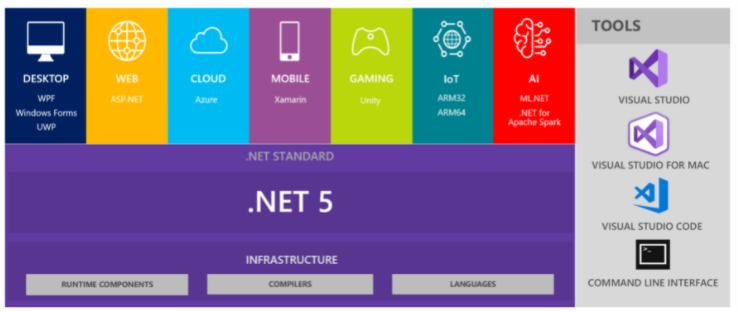 DESKTOP
WPF
Windows Forms
UWP
WEB
ASP.NET
CLOUD
Azure
MOBILE
Xamarin
GAMING
Unity
IoT
ARM32
ARM64
AI
ML.NET
.NET for
Apache Spark
.NET STANDARD
.NET 5
INFRASTRUCTURE
RUNTIME COMPONENTS
COMPILERS
LANGUAGES
TOOLS
VISUAL STUDIO
VISUAL STUDIO FOR MAC
VISUAL STUDIO CODE
COMMAND LINE INTERFACE